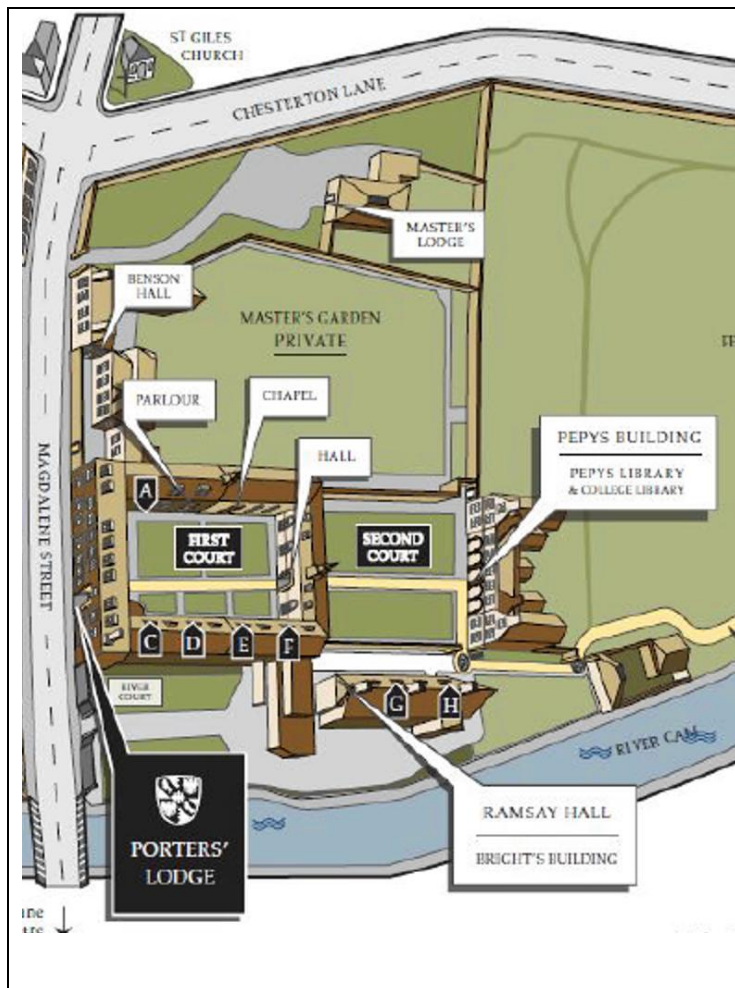 ST GILES
CHURCH
CHESTERTON LANE
MASTER'S
LODGE
BENSON
HALL
MASTER'S GARDEN
PRIVATE
PARLOUR
CHAPEL
HALL
PEPYS BUILDING
PEPYS LIBRARY
& COLLEGE LIBRARY
MAGDALENE STREET
A
FIRST
COURT
SECOND
COURT
C
D
E
F
RIVER
COURT
G
H
RIVER CAM
RAMSAY HALL
BRIGHT'S BUILDING
PORTERS'
LODGE